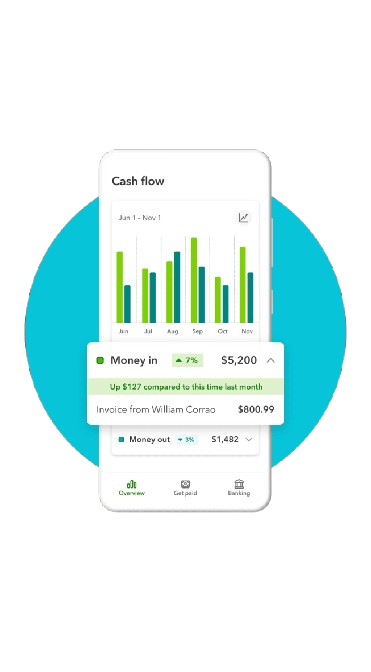 Cash flow
Jun 1 - Nov 1
Jun Jul Aug Sep Oct Nov
Money in 7% $5,200
Up $127 compared to this time last month
Invoice from William Corrao $800.99
Money out 3% $1,482
Overview Get paid Banking